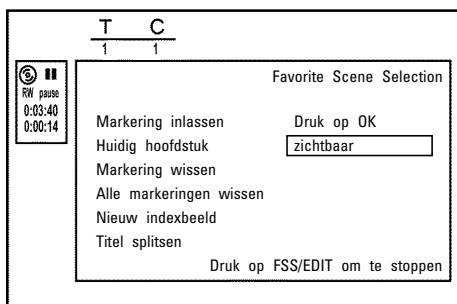 T C
1 1
RW pause
0:03:40
0:00:14
Favorite Scene Selection
Markering inlassen Druk op OK
Huidig hoofdstuk zichtbaar
Markering wissen
Alle markeringen wissen
Nieuw indexbeeld
Titel splitsen
Druk op FSS/EDIT om te stoppen